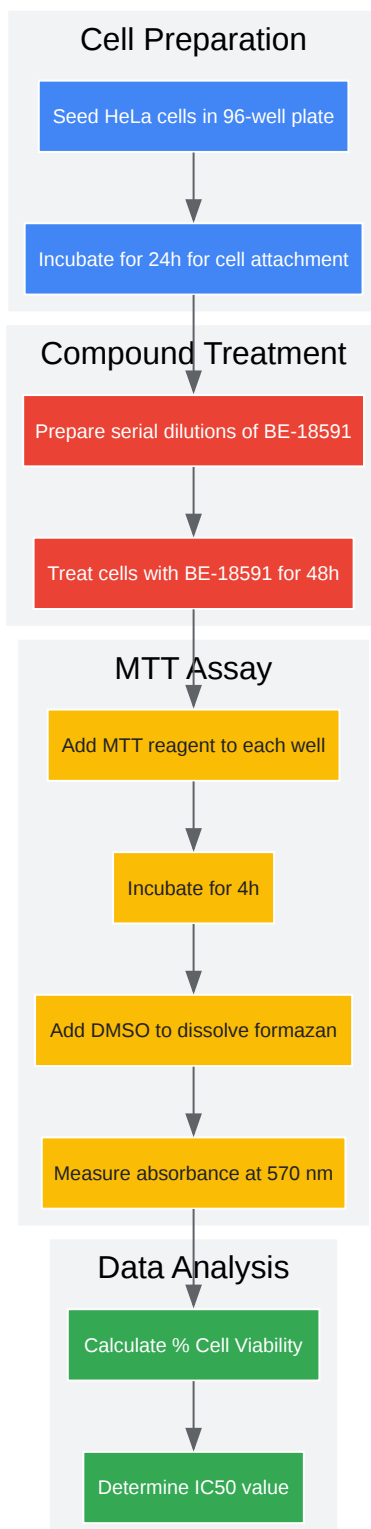 Cell Preparation
Seed HeLa cells in 96-well plate
Incubate for 24h for cell attachment
Compound Treatment
Prepare serial dilutions of BE-18591
Treat cells with BE-18591 for 48h
MTT Assay
Add MTT reagent to each well
Incubate for 4h
Add DMSO to dissolve formazan
Measure absorbance at 570 nm
Data Analysis
Calculate % Cell Viability
Determine IC50 value